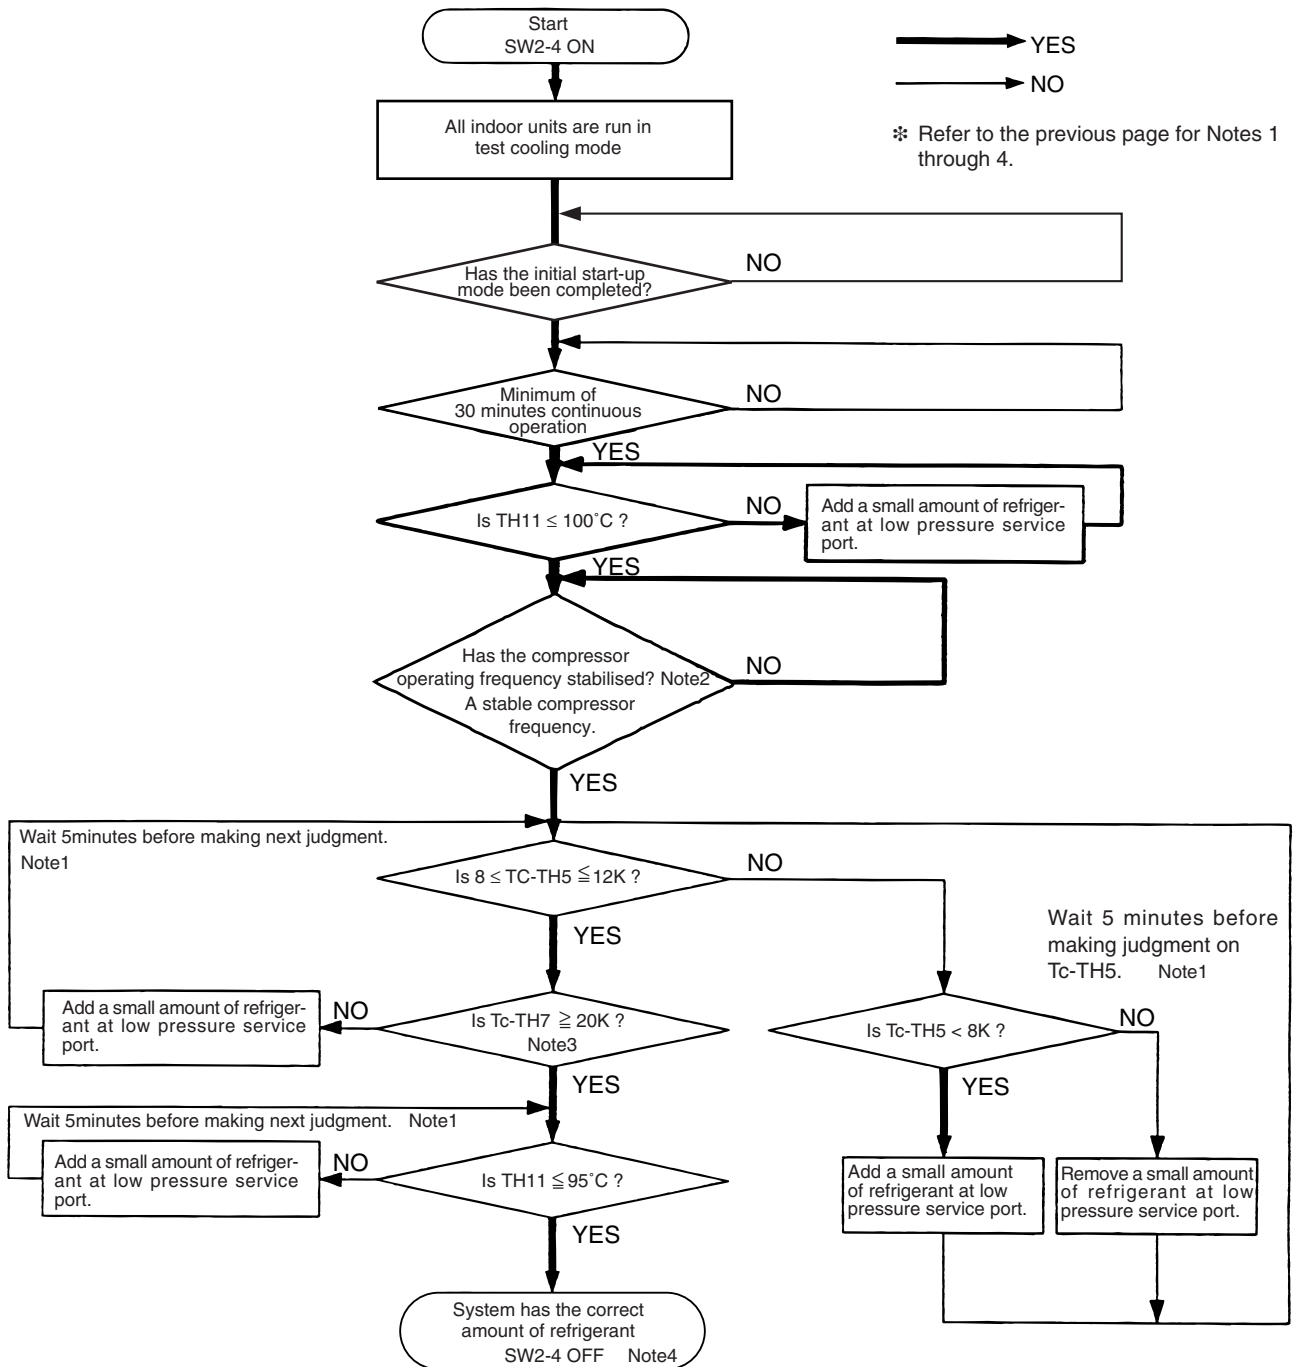 Start
SW2-4 ON
YES
NO
All indoor units are run in
test cooling mode
❇ Refer to the previous page for Notes 1
through 4.
Has the initial start-up
mode been completed?
NO
Minimum of
30 minutes continuous
operation
NO
YES
Is TH11 ≤ 100˚C ?
NO
Add a small amount of refriger-
ant at low pressure service
port.
YES
Has the compressor
operating frequency stabilised? Note2
A stable compressor
frequency.
NO
YES
Wait 5minutes before making next judgment.
Note1
Is 8 ≤ TC-TH5 ≦12K ?
NO
YES
Wait 5 minutes before
making judgment on
Tc-TH5. Note1
Add a small amount of refriger-
ant at low pressure service
port.
NO
Is Tc-TH7 ≧ 20K ?
Note3
Is Tc-TH5 < 8K ?
NO
YES
YES
Wait 5minutes before making next judgment. Note1
Add a small amount of refriger-
ant at low pressure service
port.
NO
Is TH11 ≦ 95˚C ?
Add a small amount
of refrigerant at low
pressure service port.
Remove a small amount
of refrigerant at low
pressure service port.
YES
System has the correct
amount of refrigerant
SW2-4 OFF Note4